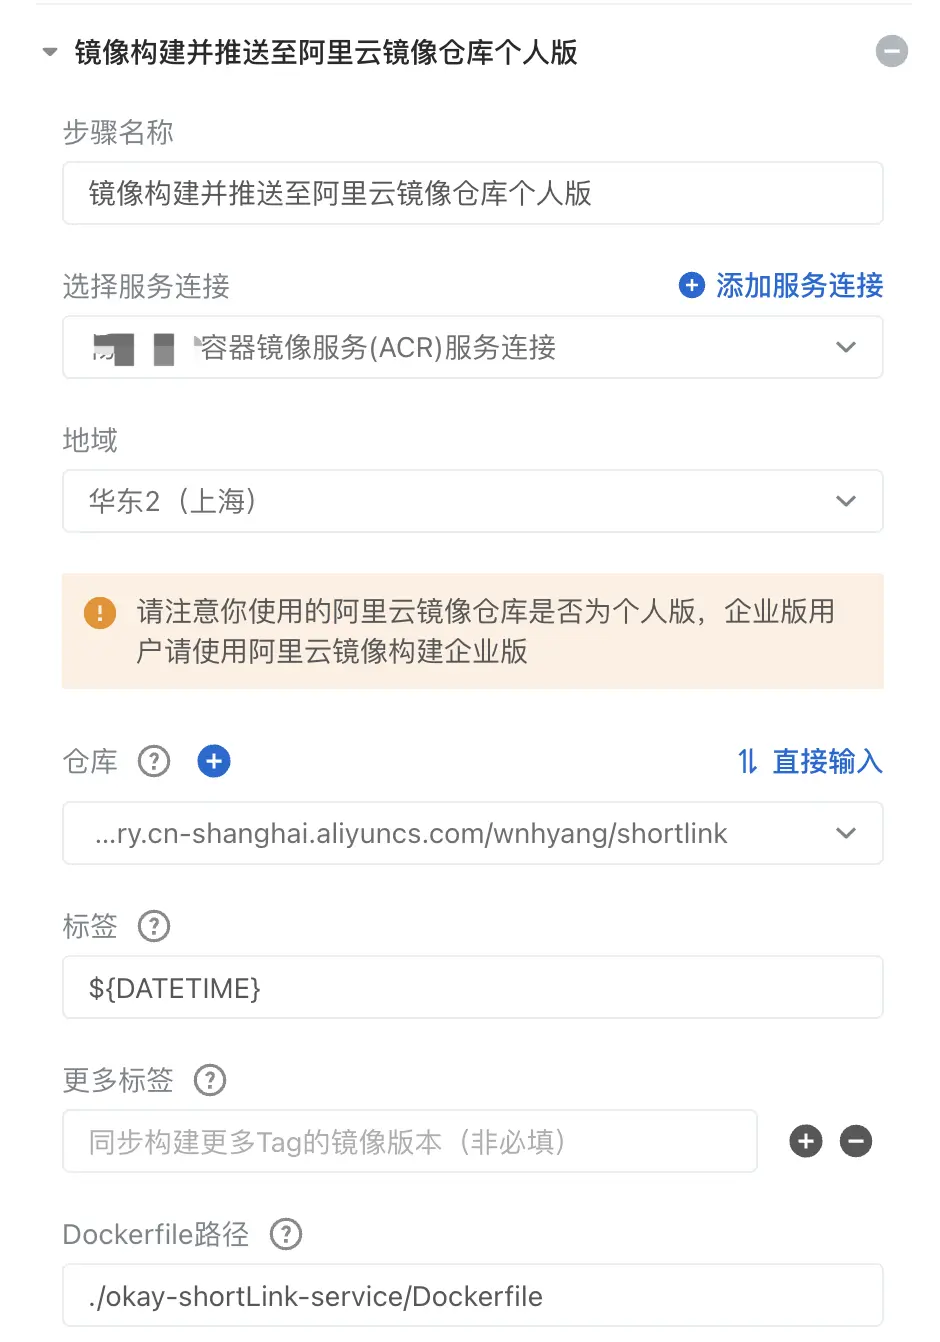 镜像构建并推送至阿里云镜像仓库个人版
步骤名称
镜像构建并推送至阿里云镜像仓库个人版
选择服务连接
添加服务连接
容器镜像服务(ACR)服务连接
地域
华东2（上海）
请注意你使用的阿里云镜像仓库是否为个人版，企业版用
户请使用阿里云镜像构建企业版
仓库
直接输入
...ry.cn-shanghai.aliyuncs.com/wnhyang/shortlink
标签
${DATETIME}
更多标签
同步构建更多Tag的镜像版本（非必填）
Dockerfile路径
./okay-shortLink-service/Dockerfile